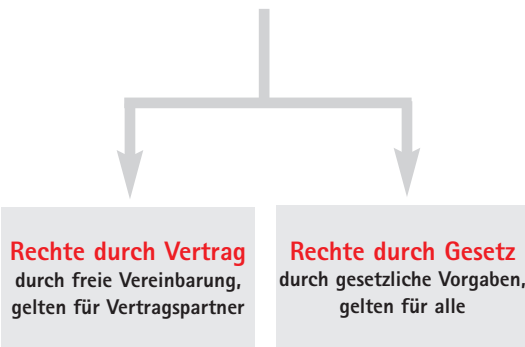 Rechte durch Vertrag
durch freie Vereinbarung,
gelten für Vertragspartner
Rechte durch Gesetz
durch gesetzliche Vorgaben,
gelten für alle